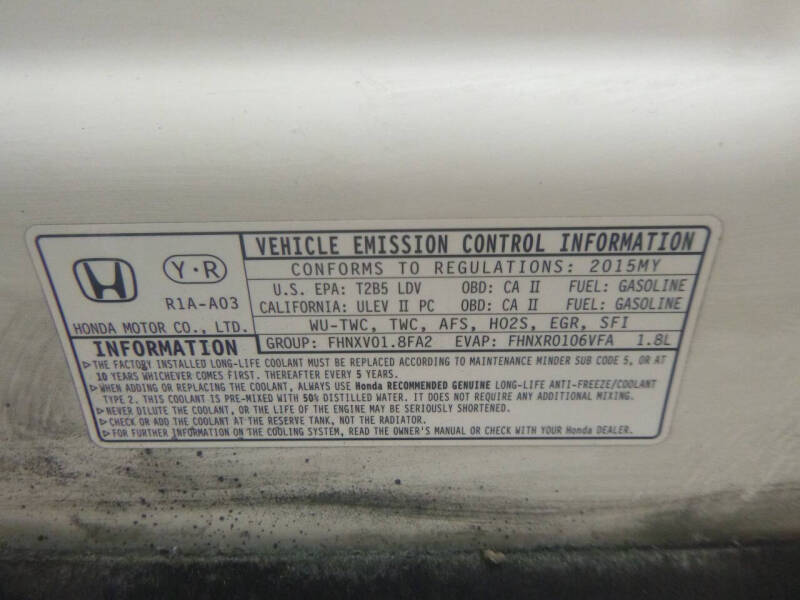 VEHICLE EMISSION CONTROL INFORMATION
Y·R
CONFORMS TO REGULATIONS: 2015MY
R1A-A03
U.S. EPA: T2B5 LDV OBD: CA II FUEL: GASOLINE
CALIFORNIA: ULEV II PC OBD: CA II FUEL: GASOLINE
HONDA MOTOR CO., LTD.
WU-TWC, TWC, AFS, HO2S, EGR, SFI
GROUP: FHNXV01.8FA2 EVAP: FHNXR0106VFA 1.8L
INFORMATION
▷THE FACTORY INSTALLED LONG-LIFE COOLANT MUST BE REPLACED ACCORDING TO MAINTENANCE MINDER SUB CODE 5, OR AT
10 YEARS WHICHEVER COMES FIRST. THEREAFTER EVERY 5 YEARS.
▷WHEN ADDING OR REPLACING THE COOLANT, ALWAYS USE Honda RECOMMENDED GENUINE LONG-LIFE ANTI-FREEZE/COOLANT
TYPE 2. THIS COOLANT IS PRE-MIXED WITH 50% DISTILLED WATER. IT DOES NOT REQUIRE ANY ADDITIONAL MIXING.
▷NEVER DILUTE THE COOLANT, OR THE LIFE OF THE ENGINE MAY BE SERIOUSLY SHORTENED.
▷CHECK OR ADD THE COOLANT AT THE RESERVE TANK, NOT THE RADIATOR.
▷FOR FURTHER INFORMATION ON THE COOLING SYSTEM, READ THE OWNER'S MANUAL OR CHECK WITH YOUR Honda DEALER.